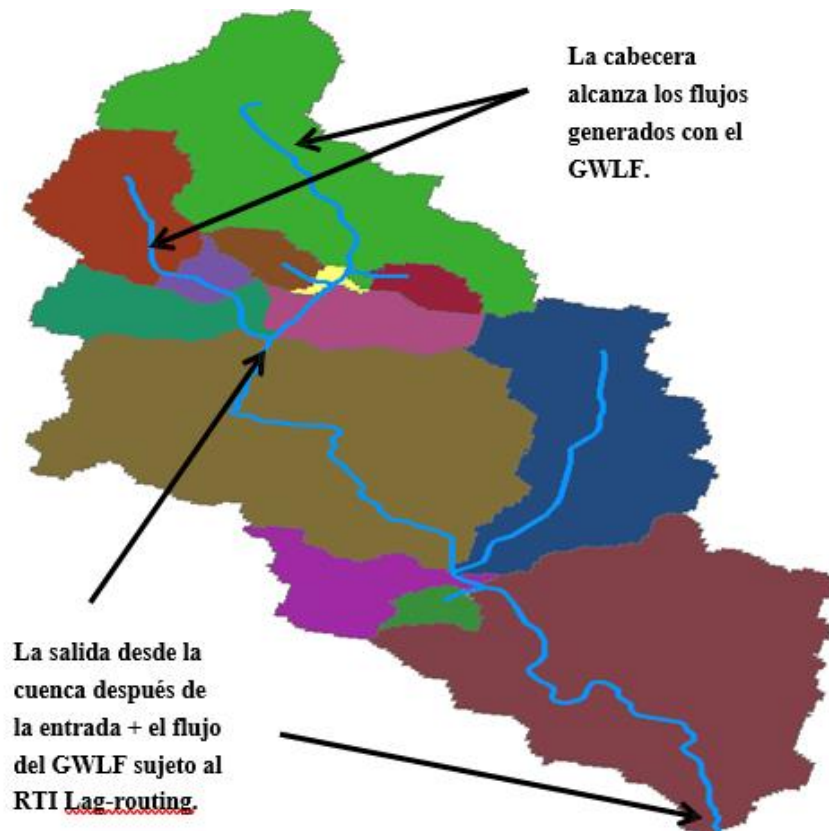 La cabecera
alcanza los flujos
generados con el
GWLF.
La salida desde la
cuenca después de
la entrada + el flujo
del GWLF sujeto al
RTI Lag-routing.